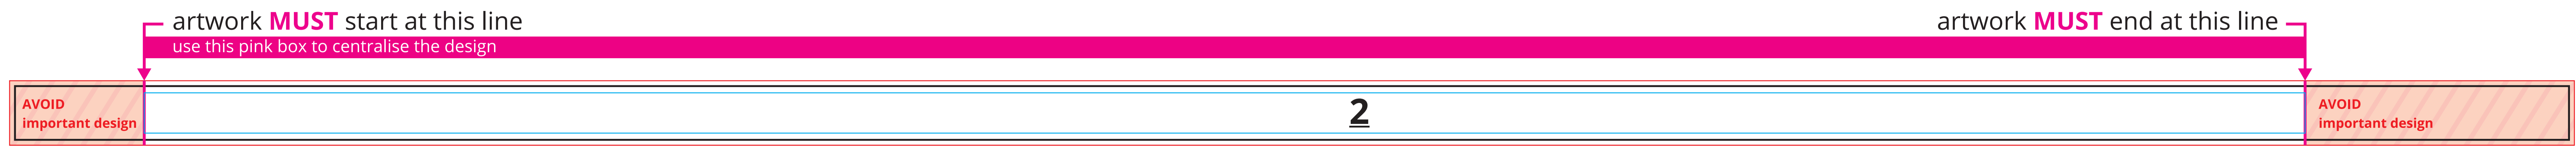 artwork MUST start at this line
artwork MUST end at this line
use this pink box to centralise the design
AVOID
important design
2
AVOID
important design